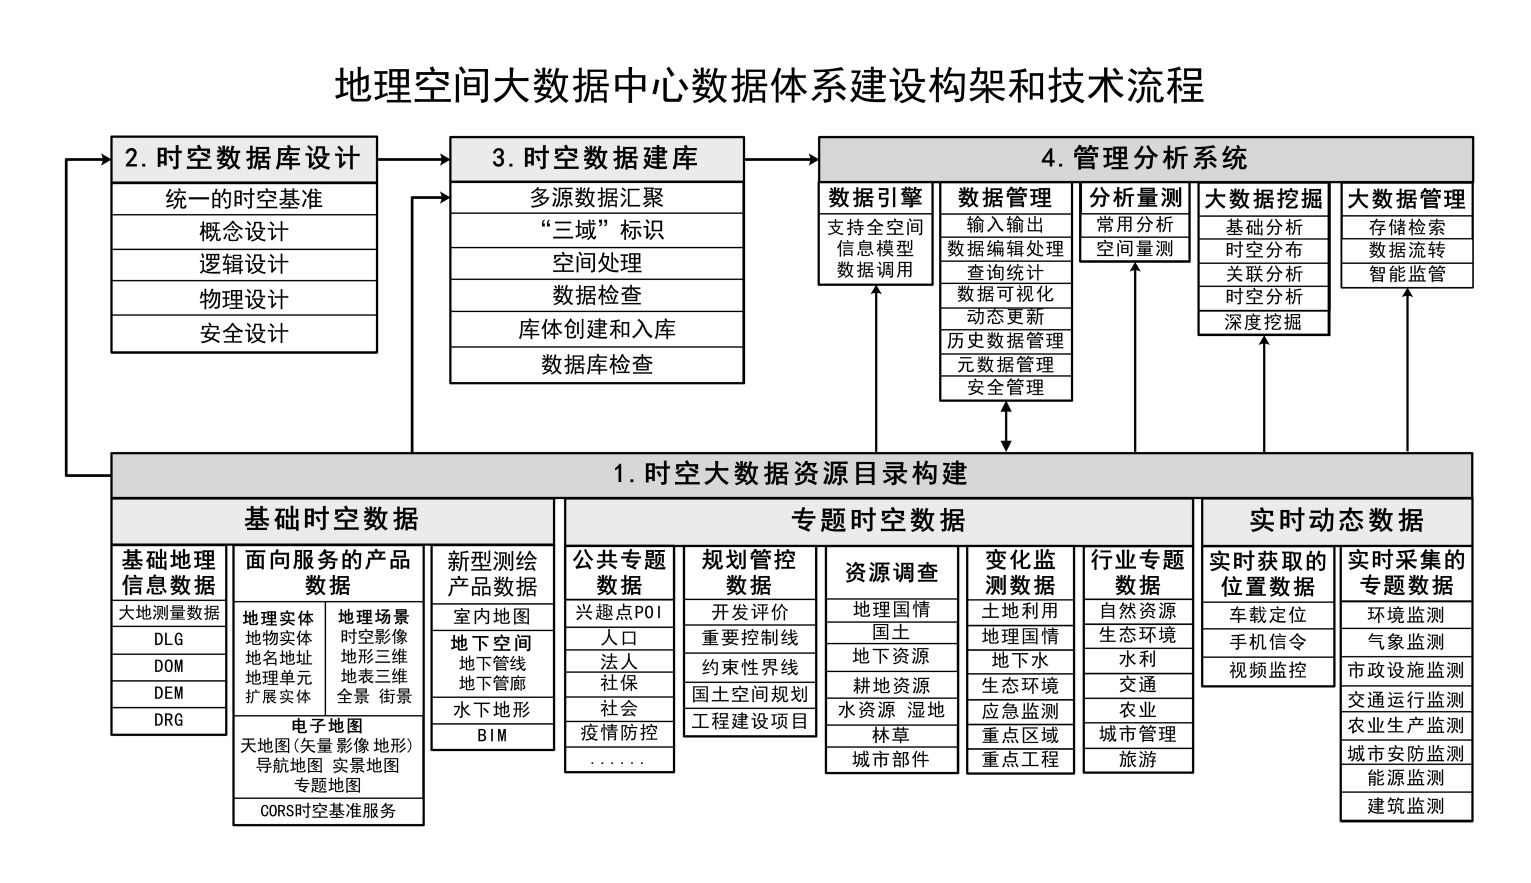 地理空间大数据中心数据体系建设构架和技术流程
2.时空数据库设计
统一的时空基准
概念设计
逻辑设计
物理设计
安全设计
3.时空数据建库
多源数据汇聚
“三域”标识
空间处理
数据检查
库体创建和入库
数据库检查
4.管理分析系统
数据引擎
支持全空间
信息模型
数据调用
数据管理
输入输出
数据编辑处理
查询统计
数据可视化
动态更新
历史数据管理
元数据管理
安全管理
分析量测
常用分析
空间量测
大数据挖掘
基础分析
时空分布
关联分析
时空分析
深度挖掘
大数据管理
存储检索
数据流转
智能监管
1.时空大数据资源目录构建
基础时空数据
基础地理
信息数据
大地测量数据
DLG
DOM
DEM
DRG
面向服务的产品
数据
地理实体
地物实体
地名地址
地理单元
扩展实体
地理场景
时空影像
地形三维
地表三维
全景 街景
电子地图
天地图(矢量 影像 地形)
导航地图 实景地图
专题地图
CORS时空基准服务
新型测绘
产品数据
室内地图
地下空间
地下管线
地下管廊
水下地形
BIM
专题时空数据
公共专题
数据
兴趣点POI
人口
法人
社保
社会
疫情防控
......
规划管控
数据
开发评价
重要控制线
约束性界线
国土空间规划
工程建设项目
资源调查
地理国情
国土
地下资源
耕地资源
水资源 湿地
林草
城市部件
变化监
测数据
土地利用
地理国情
地下水
生态环境
应急监测
重点区域
重点工程
行业专题
数据
自然资源
生态环境
水利
交通
农业
城市管理
旅游
实时动态数据
实时获取的
位置数据
车载定位
手机信令
视频监控
实时采集的
专题数据
环境监测
气象监测
市政设施监测
交通运行监测
农业生产监测
城市安防监测
能源监测
建筑监测